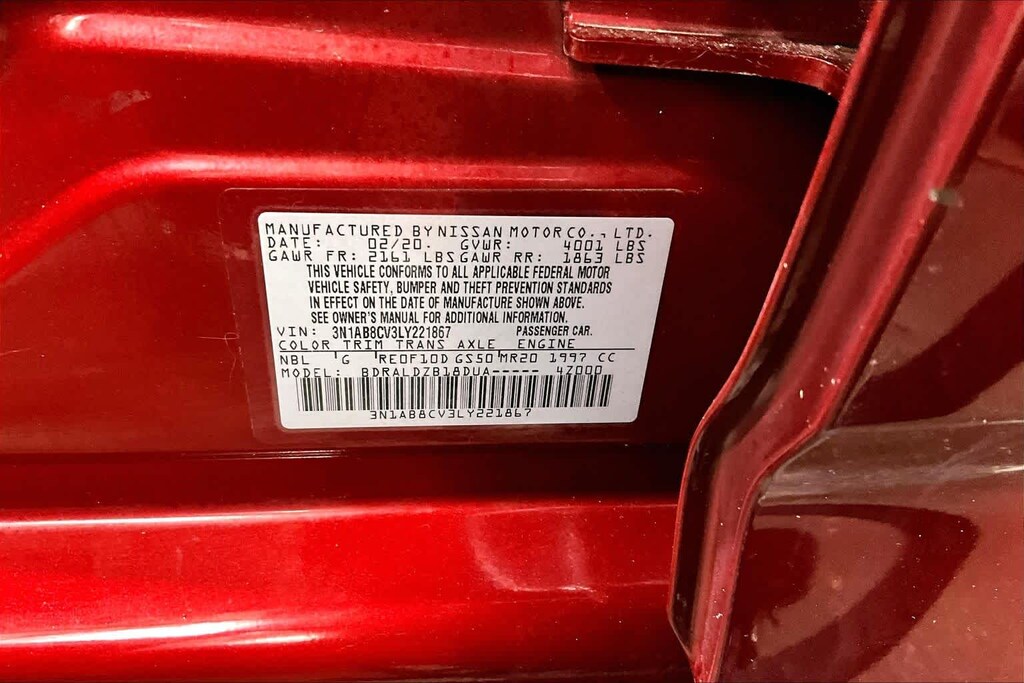 MANUFACTURED BY NISSAN MOTOR CO., LTD.
DATE: 02/20. GVWR: 4001 LBS
GAWR FR: 2161 LBS GAWR RR: 1863 LBS
THIS VEHICLE CONFORMS TO ALL APPLICABLE FEDERAL MOTOR
VEHICLE SAFETY, BUMPER AND THEFT PREVENTION STANDARDS
IN EFFECT ON THE DATE OF MANUFACTURE SHOWN ABOVE.
SEE OWNER'S MANUAL FOR ADDITIONAL INFORMATION.
VIN: 3N1AB8CV3LY221867 PASSENGER CAR.
COLOR TRIM TRANS AXLE ENGINE
NBL 'G 'RE0F10D GS50'MR20 1997 CC
MODEL: BDRALDZB18DUA----- 4Z000
3N1AB8CV3LY221867